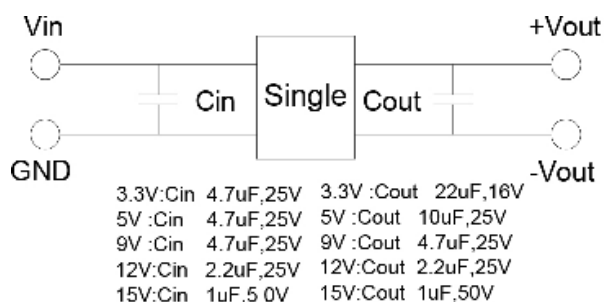 Vin
+Vout
Cin
Single
Cout
GND
-Vout
3.3V:Cin 4.7uF,25V 3.3V :Cout 22uF,16V
5V :Cin 4.7uF,25V 5V :Cout 10uF,25V
9V :Cin 4.7uF,25V 9V :Cout 4.7uF,25V
12V:Cin 2.2uF,25V 12V:Cout 2.2uF,25V
15V:Cin 1uF,5 0V 15V:Cout 1uF,50V